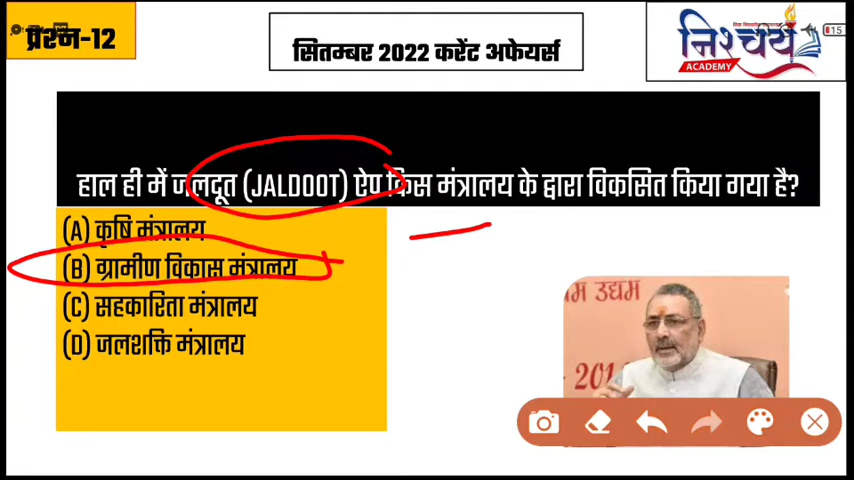 प्रश्न-12
सितम्बर 2022 करेंट अफेयर्स
निश्चय
ACADEMY
15
हाल ही में जलदूत (JALDOOT) ऐप किस मंत्रालय के द्वारा विकसित किया गया है?
(A) कृषि मंत्रालय
(B) ग्रामीण विकास मंत्रालय
(C) सहकारिता मंत्रालय
(D) जलशक्ति मंत्रालय
उद्यम